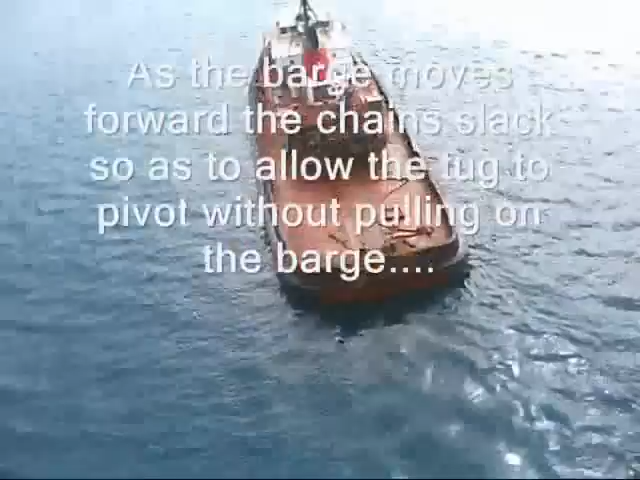 As the barge moves
forward the chains slack
so as to allow the tug to
pivot without pulling on
the barge....